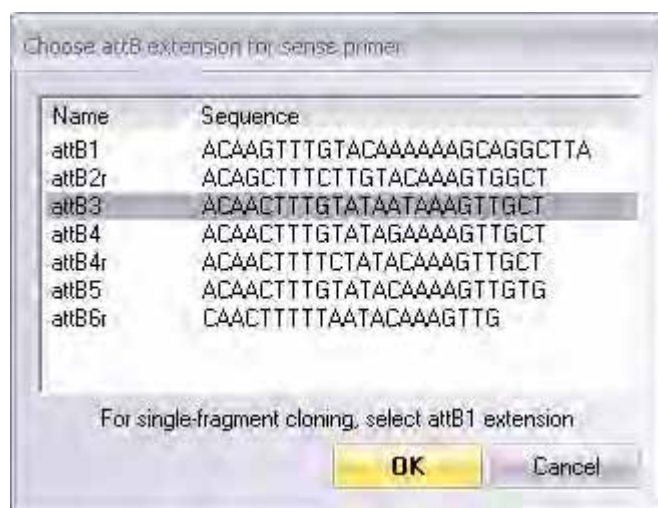 Choose attB extension for sense primer
Name Sequence
attB1 ACAAGTTTGTACAAAAAAGCAGGCTTA
attB2r ACAGCTTTCTTGTACAAAGTGGCT
attB3 ACAACTTTGTATAATAAAGTTGCT
attB4 ACAACTTTGTATAGAAAAGTTGCT
attB4r ACAACTTTTCTATACAAAGTTGCT
attB5 ACAACTTTGTATACAAAAGTTGTG
attB6r CAACTTTTTAATACAAAGTTG
For single-fragment cloning, select attB1 extension
OK Cancel